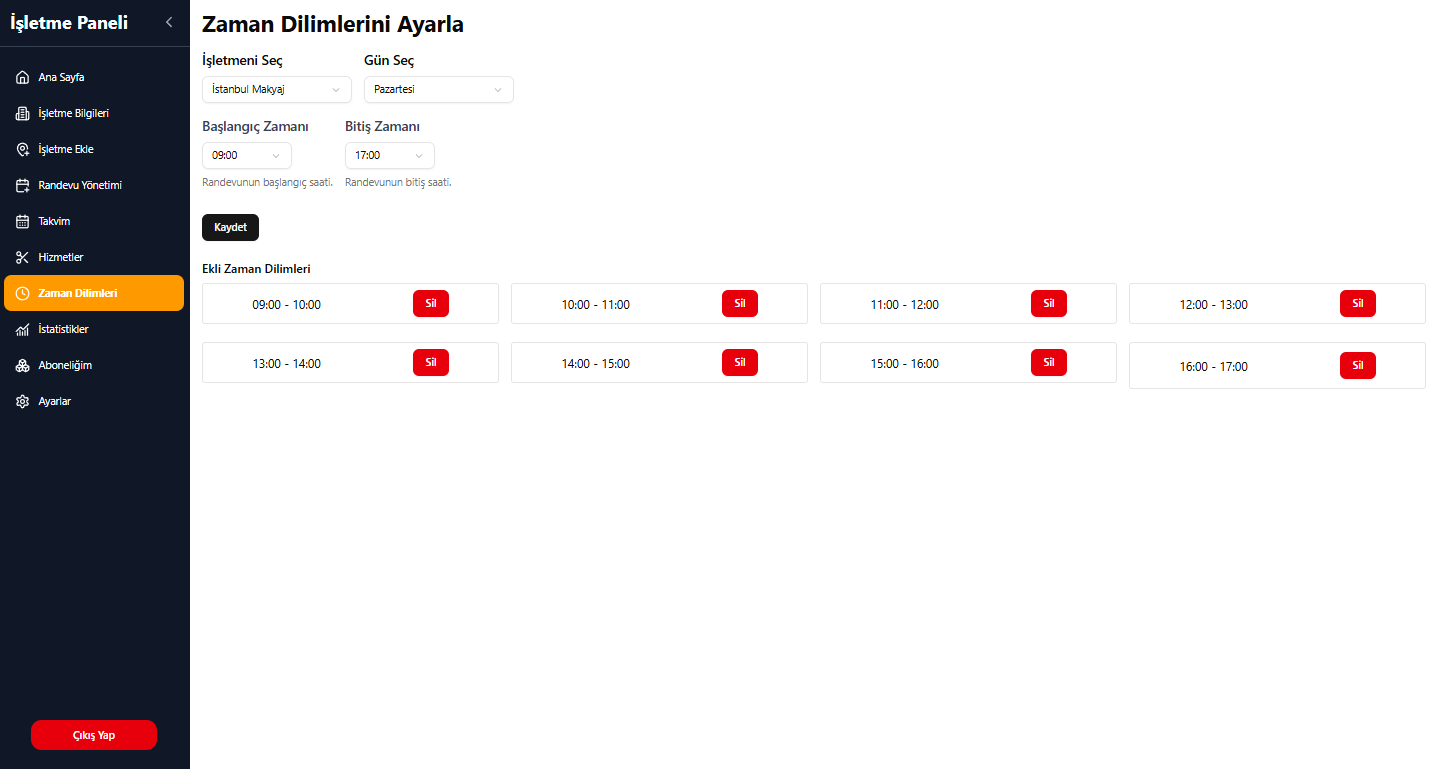 İşletme Paneli
Ana Sayfa
İşletme Bilgileri
İşletme Ekle
Randevu Yönetimi
Takvim
Hizmetler
Zaman Dilimleri
İstatistikler
Aboneliğim
Ayarlar
Çıkış Yap
Zaman Dilimlerini Ayarla
İşletmeni Seç Gün Seç
İstanbul Makyaj Pazartesi
Başlangıç Zamanı Bitiş Zamanı
09:00 17:00
Randevunun başlangıç saati. Randevunun bitiş saati.
Kaydet
Ekli Zaman Dilimleri
09:00 - 10:00 Sil 10:00 - 11:00 Sil 11:00 - 12:00 Sil 12:00 - 13:00 Sil
13:00 - 14:00 Sil 14:00 - 15:00 Sil 15:00 - 16:00 Sil 16:00 - 17:00 Sil